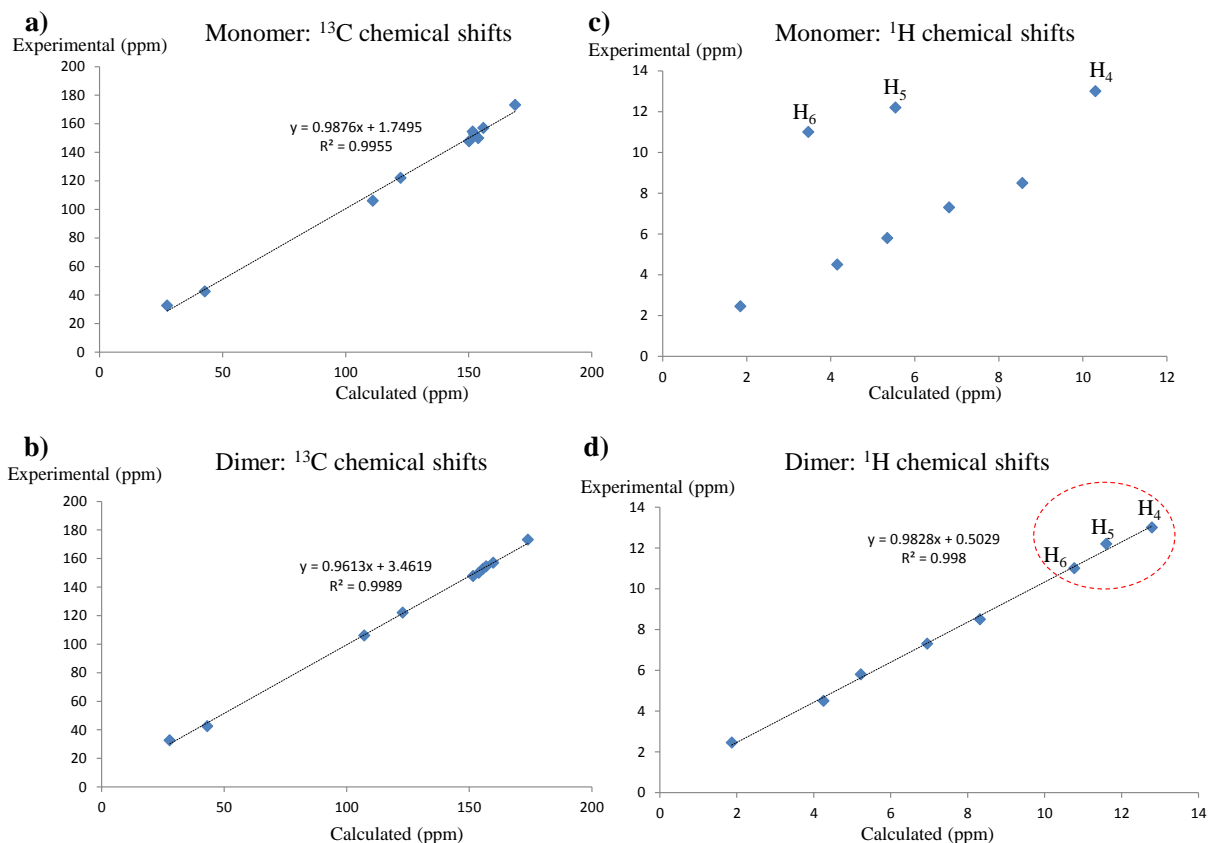 a)
Monomer: ¹³C chemical shifts
Experimental (ppm)
200
180
160
140
120
100
80
60
40
20
0
y = 0.9876x + 1.7495
R² = 0.9955
0
50
100
150
200
Calculated (ppm)
c)
Monomer: ¹H chemical shifts
Experimental (ppm)
14
12
10
8
6
4
2
0
H₆
H₅
H₄
0
2
4
6
8
10
12
Calculated (ppm)
b)
Dimer: ¹³C chemical shifts
Experimental (ppm)
200
180
160
140
120
100
80
60
40
20
0
y = 0.9613x + 3.4619
R² = 0.9989
0
50
100
150
200
Calculated (ppm)
d)
Dimer: ¹H chemical shifts
Experimental (ppm)
14
12
10
8
6
4
2
0
y = 0.9828x + 0.5029
R² = 0.998
H₆
H₅
H₄
0
2
4
6
8
10
12
14
Calculated (ppm)